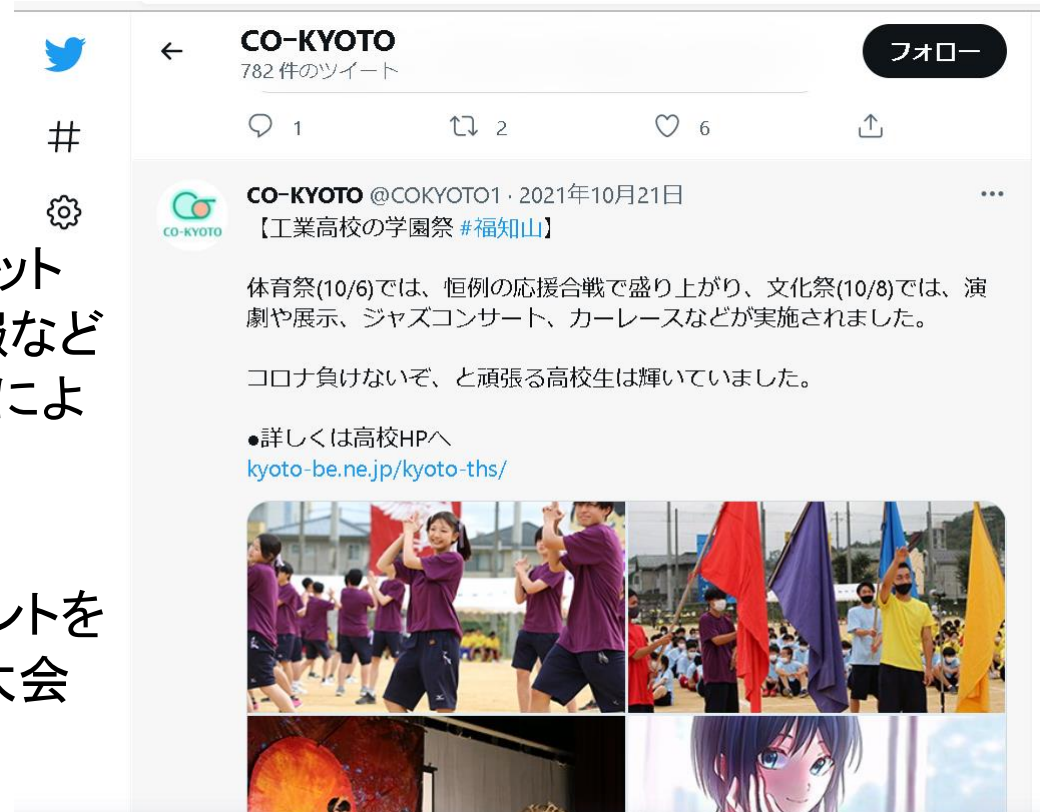 CO-KYOTO
782 件のツイート
フォロー
1
2
6
CO-KYOTO
CO-KYOTO @COKYOTO1 · 2021年10月21日
【工業高校の学園祭 #福知山】
体育祭(10/6)では、恒例の応援合戦で盛り上がり、文化祭(10/8)では、演
劇や展示、ジャズコンサート、カーレースなどが実施されました。
コロナ負けないぞ、と頑張る高校生は輝いていました。
●詳しくは高校HPへ
kyoto-be.ne.jp/kyoto-ths/
ット
報など
によ
ントを
大会